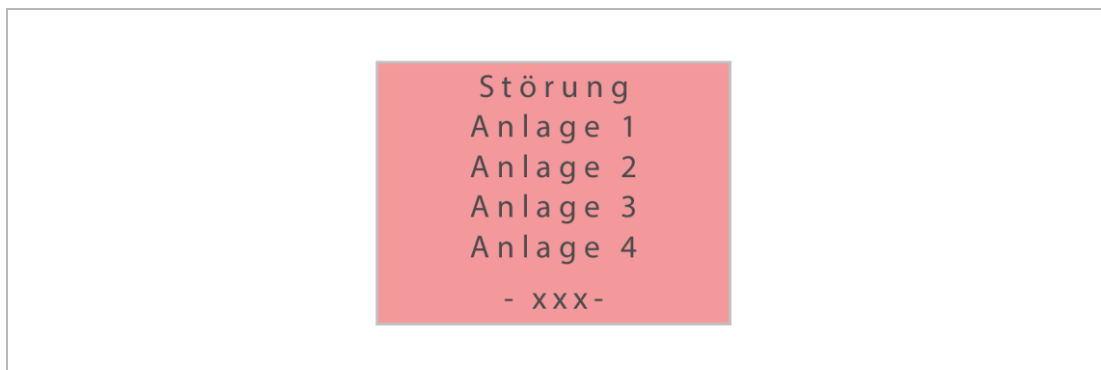 Störung
Anlage 1
Anlage 2
Anlage 3
Anlage 4
- xxx-